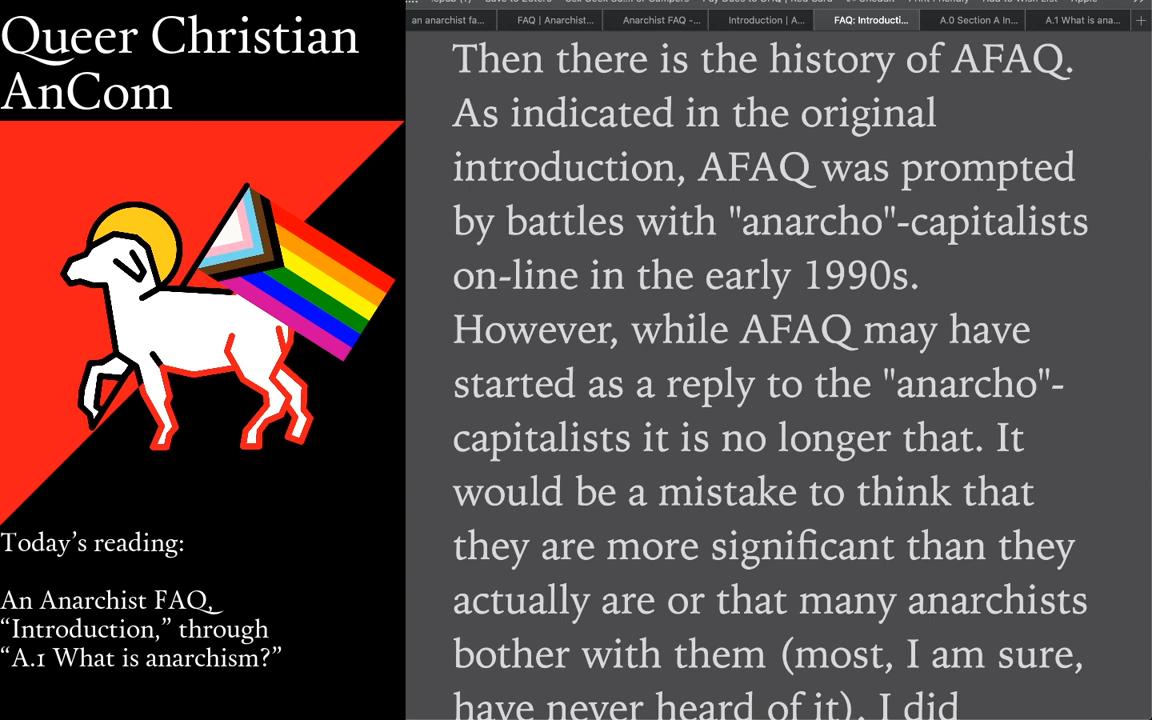 Queer Christian
AnCom
Today's reading:
An Anarchist FAQ,
"Introduction," through
"A.1 What is anarchism?"
an anarchist fa...
FAQ | Anarchist...
Anarchist FAQ -...
Introduction | A...
FAQ: Introducti...
A.0 Section A In...
A.1 What is ana...
Then there is the history of AFAQ.
As indicated in the original
introduction, AFAQ was prompted
by battles with "anarcho"-capitalists
on-line in the early 1990s.
However, while AFAQ may have
started as a reply to the "anarcho"-
capitalists it is no longer that. It
would be a mistake to think that
they are more significant than they
actually are or that many anarchists
bother with them (most, I am sure,
have never heard of it). I did